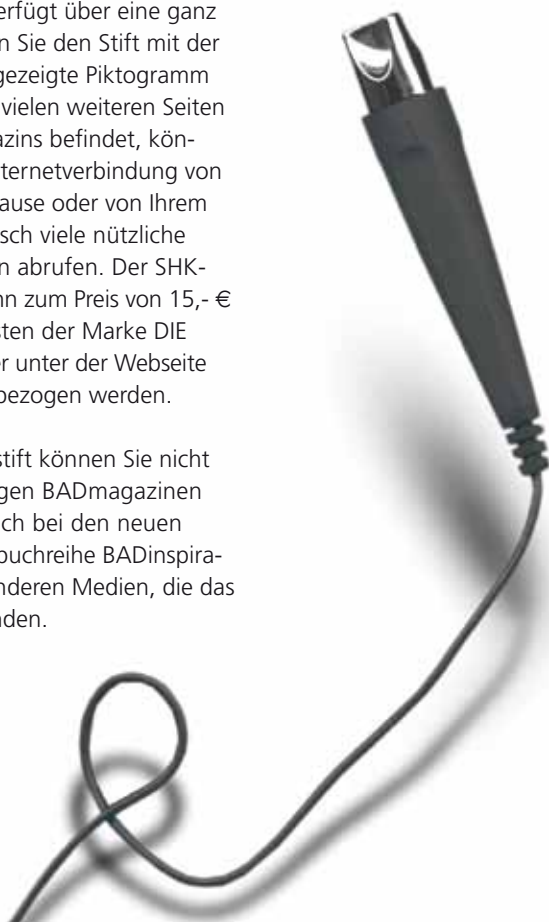 erfügt über eine ganz
n Sie den Stift mit der
gezeigte Piktogramm
vielen weiteren Seiten
azins befindet, kön-
nternetverbindung von
ause oder von Ihrem
sch viele nützliche
n abrufen. Der SHK-
nn zum Preis von 15,- €
sten der Marke DIE
er unter der Webseite
bezogen werden.
stift können Sie nicht
gen BADmagazinen
ch bei den neuen
buchreihe BADinspira-
nderen Medien, die das
nden.